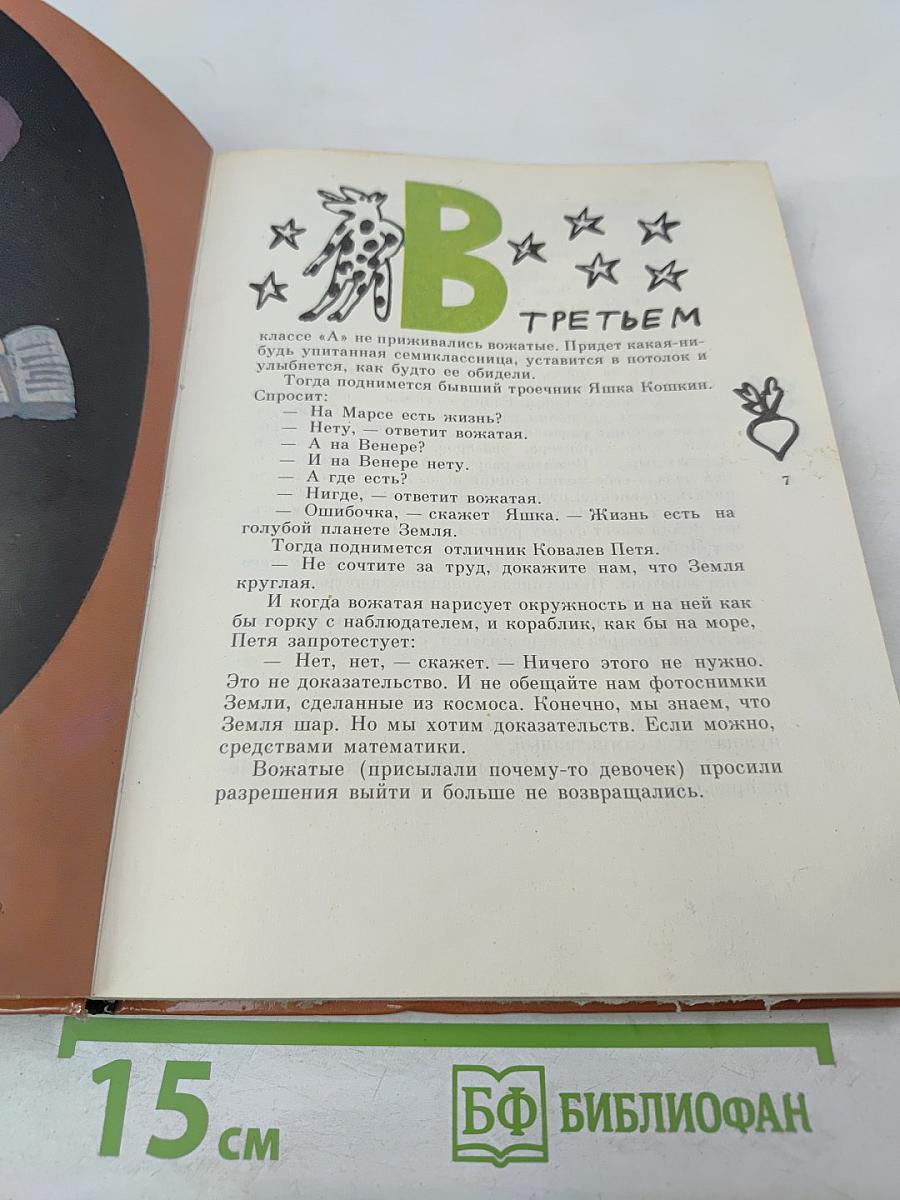 В ТРЕТЬЕМ
классе «А» не приживались вожатые. Придет какая-ни-
будь упитанная семиклассница, уставится в потолок и
улыбнется, как будто ее обидели.
Тогда поднимется бывший троечник Яшка Кошкин.
Спросит:
— На Марсе есть жизнь?
— Нету, — ответит вожатая.
— А на Венере?
— И на Венере нету.
— А где есть?
— Нигде, — ответит вожатая.
— Ошибочка, — скажет Яшка. — Жизнь есть на
голубой планете Земля.
Тогда поднимется отличник Ковалев Петя.
— Не сочтите за труд, докажите нам, что Земля
круглая.
И когда вожатая нарисует окружность и на ней как
бы горку с наблюдателем, и кораблик, как бы на море,
Петя запротестует:
— Нет, нет, — скажет. — Ничего этого не нужно.
Это не доказательство. И не обещайте нам фотоснимки
Земли, сделанные из космоса. Конечно, мы знаем, что
Земля шар. Но мы хотим доказательств. Если можно,
средствами математики.
Вожатые (присылали почему-то девочек) просили
разрешения выйти и больше не возвращались.
7
15 см
БФ БИБЛИОФАН